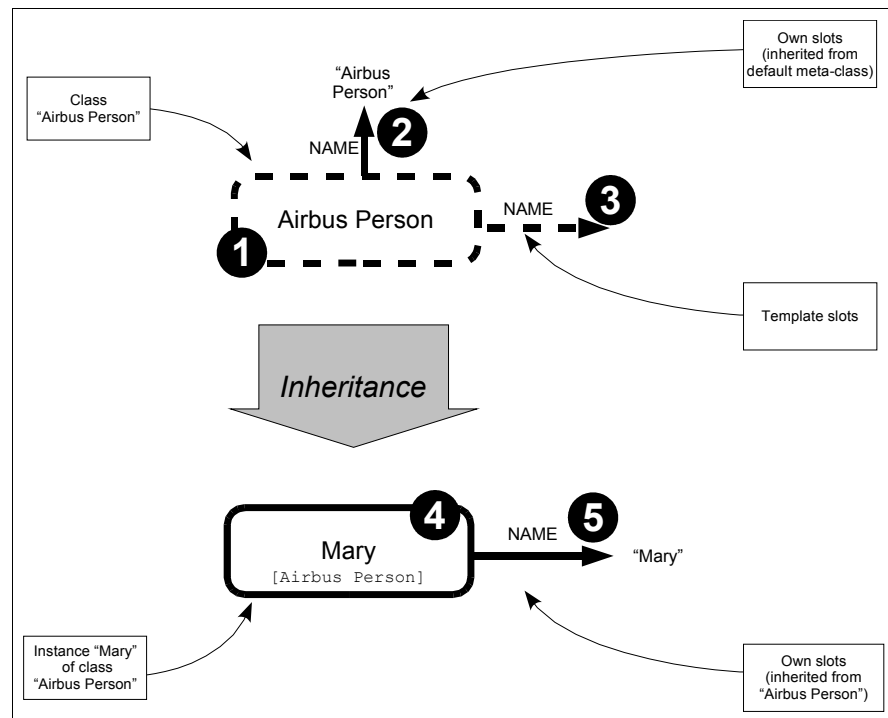 Own slots
(inherited from
default meta-class)
“Airbus
Person”
Class
“Airbus Person”
2
NAME
NAME
3
Airbus Person
1
Template slots
Inheritance
4
NAME
5
Mary
“Mary”
[Airbus Person]
Instance “Mary”
of class
“Airbus Person”
Own slots
(inherited from
“Airbus Person”)